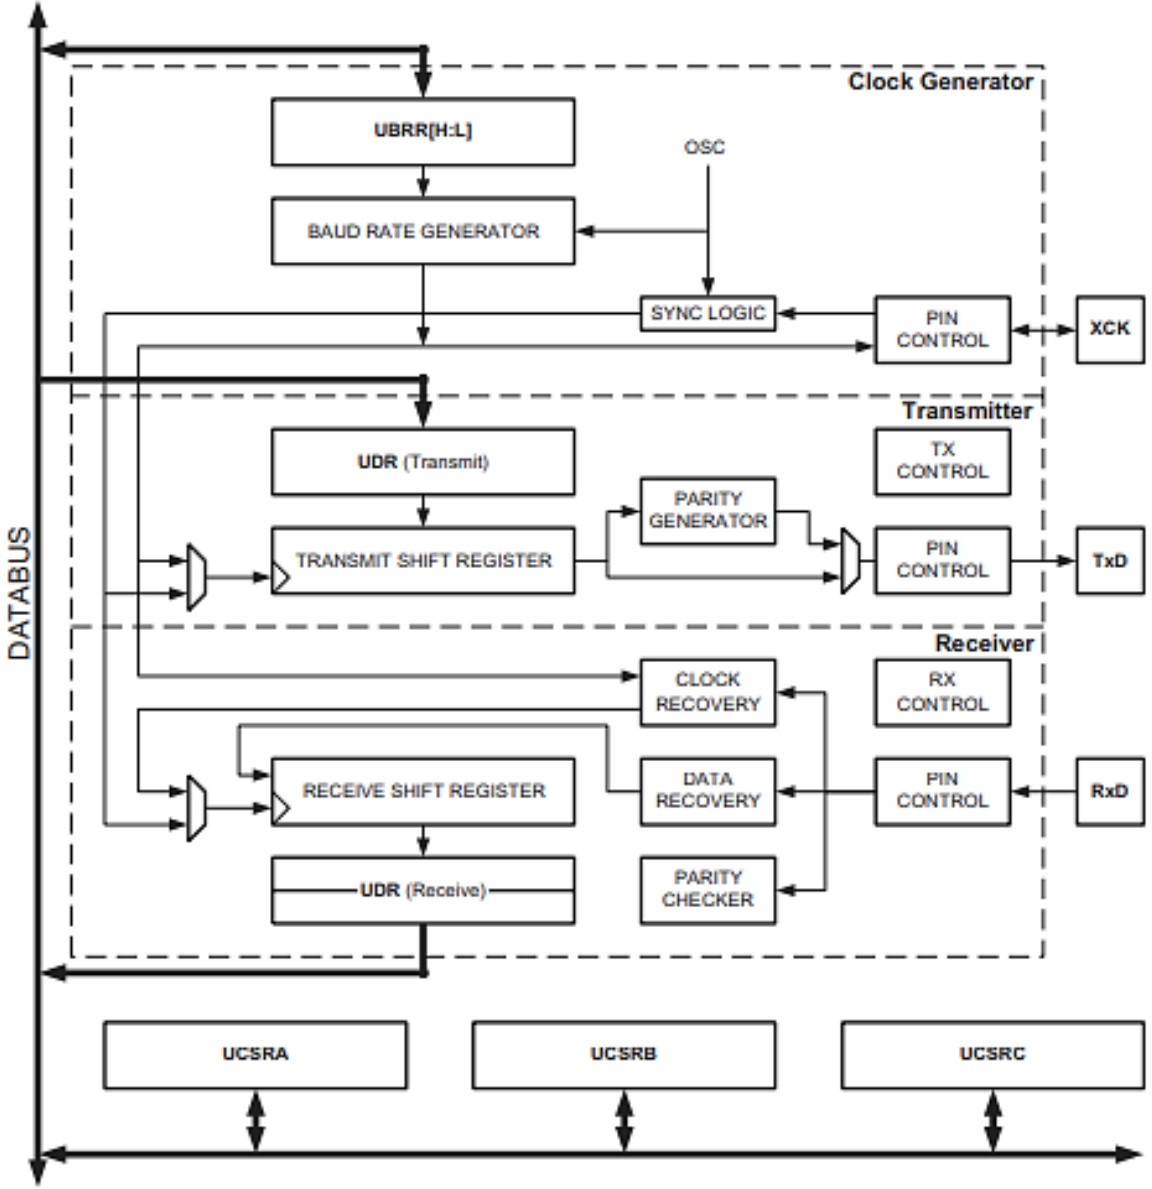 Clock Generator
UBRR[H:L]
OSC
BAUD RATE GENERATOR
SYNC LOGIC
PIN
CONTROL
XCK
Transmitter
UDR (Transmit)
TX
CONTROL
PARITY
GENERATOR
TRANSMIT SHIFT REGISTER
PIN
CONTROL
TxD
DATABUS
Receiver
CLOCK
RECOVERY
RX
CONTROL
RECEIVE SHIFT REGISTER
DATA
RECOVERY
PIN
CONTROL
RxD
UDR (Receive)
PARITY
CHECKER
UCSRA
UCSRB
UCSRC